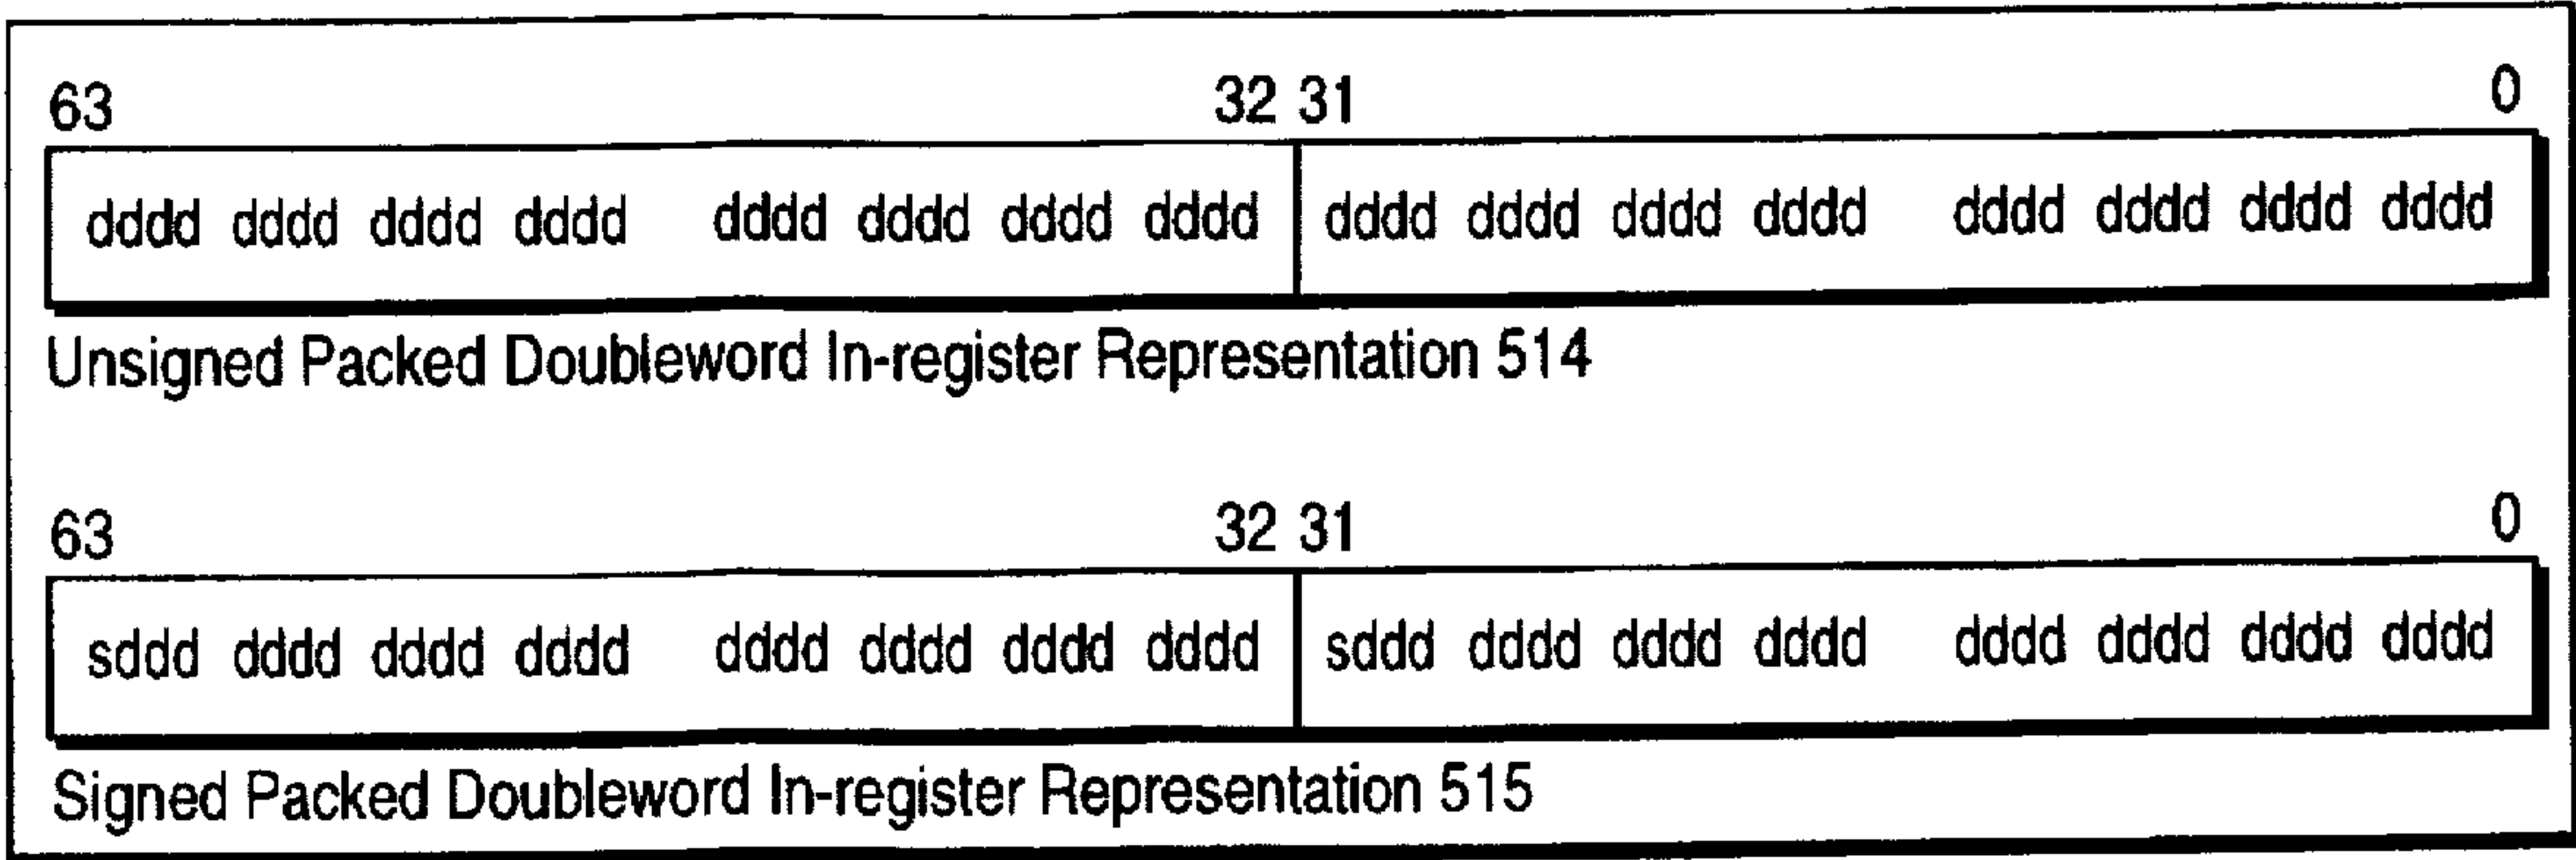 63 32 31 0
dddd dddd dddd dddd dddd dddd dddd dddd dddd dddd dddd dddd dddd dddd dddd dddd
Unsigned Packed Doubleword In-register Representation 514
63 32 31 0
sddd dddd dddd dddd dddd dddd dddd dddd sddd dddd dddd dddd dddd dddd dddd dddd
Signed Packed Doubleword In-register Representation 515